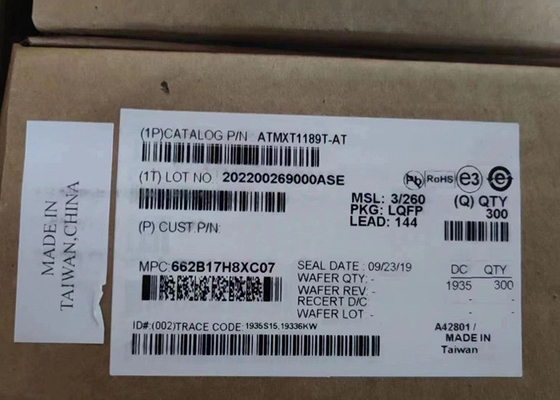 MADE IN
TAIWAN,CHINA
(1P)CATALOG P/N ATMXT1189T-AT
(1T) LOT NO 202200269000ASE
Pb RoHS e3 e
MSL: 3/260
PKG: LQFP
LEAD: 144
(Q) QTY
300
(P) CUST P/N:
MPC 662B17H8XC07
SEAL DATE : 09/23/19
WAFER QTY: -
WAFER REV: -
RECERT D/C -
WAFER LOT : -
DC QTY
1935 300
ID#:(002)TRACE CODE: 1935S15,19336KW
A42801 /
MADE IN
Taiwan